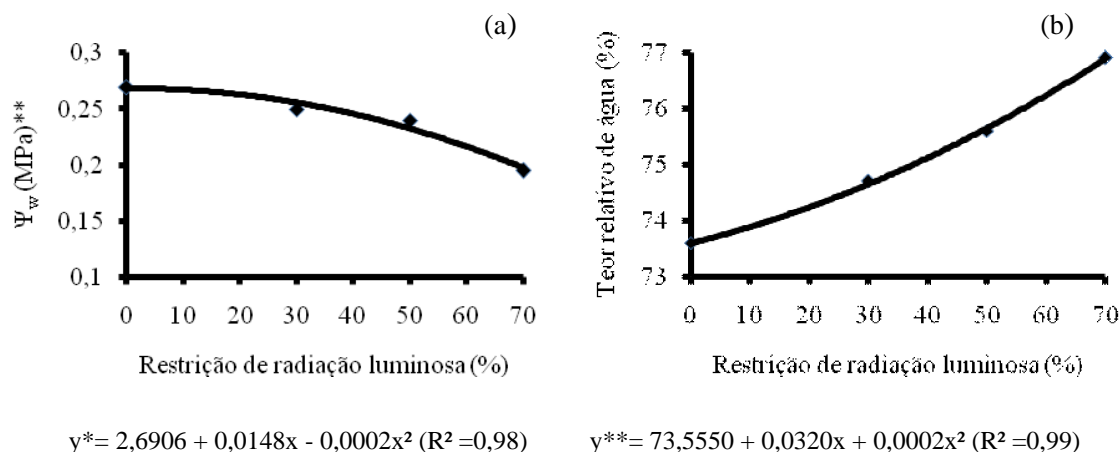 (a)
Ψw (MPa)**
0,3
0,25
0,2
0,15
0,1
0 10 20 30 40 50 60 70
Restrição de radiação luminosa (%)
y*= 2,6906 + 0,0148x - 0,0002x² (R² =0,98)
(b)
Teor relativo de água (%)
77
76
75
74
73
0 10 20 30 40 50 60 70
Restrição de radiação luminosa (%)
y**= 73,5550 + 0,0320x + 0,0002x² (R² =0,99)